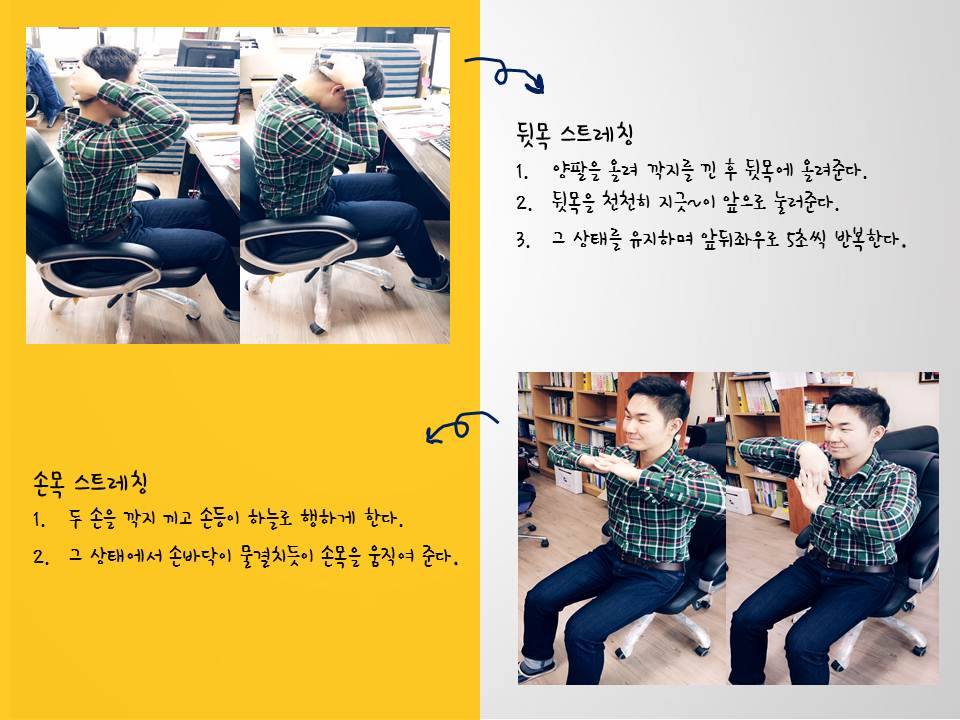 뒷목 스트레칭
1. 양팔을 올려 깍지를 낀 후 뒷목에 올려준다.
2. 뒷목을 천천히 지긋~이 앞으로 눌러준다.
3. 그 상태를 유지하며 앞뒤좌우로 5초씩 반복한다.
손목 스트레칭
1. 두 손을 깍지 끼고 손등이 하늘로 행하게 한다.
2. 그 상태에서 손바닥이 물결치듯이 손목을 움직여 준다.